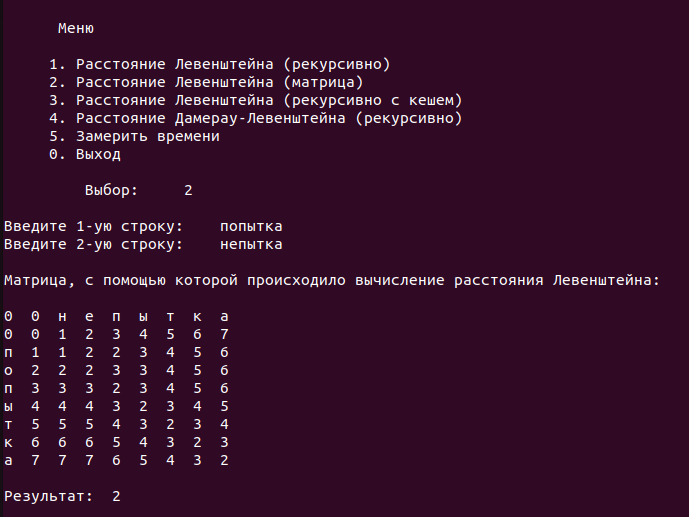 Меню
1. Расстояние Левенштейна (рекурсивно)
2. Расстояние Левенштейна (матрица)
3. Расстояние Левенштейна (рекурсивно с кешем)
4. Расстояние Дамерау-Левенштейна (рекурсивно)
5. Замерить времени
0. Выход
Выбор: 2
Введите 1-ую строку: попытка
Введите 2-ую строку: непытка
Матрица, с помощью которой происходило вычисление расстояния Левенштейна:
0 0 н е п ы т к а
0 0 1 2 3 4 5 6 7
п 1 1 2 2 3 4 5 6
о 2 2 2 3 3 4 5 6
п 3 3 3 2 3 4 5 6
ы 4 4 4 3 2 3 4 5
т 5 5 5 4 3 2 3 4
к 6 6 6 5 4 3 2 3
а 7 7 7 6 5 4 3 2
Результат: 2